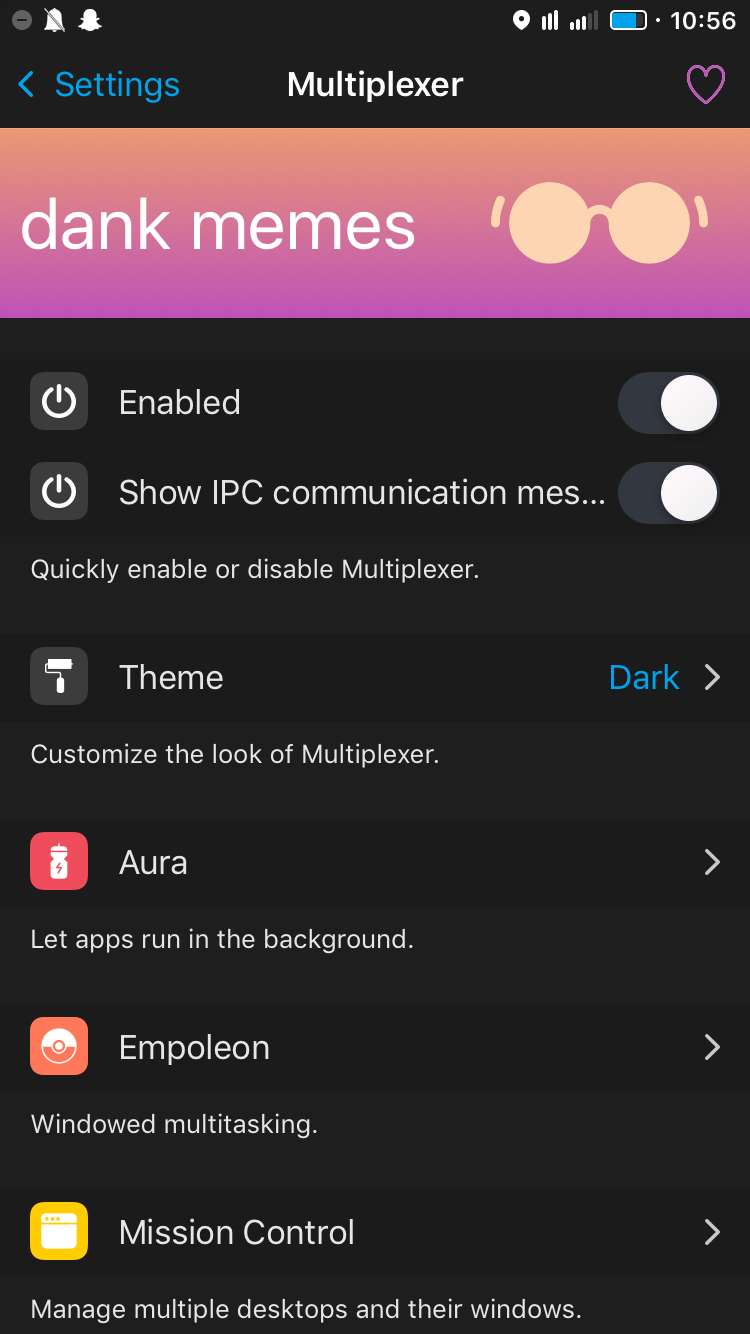 10:56
Settings
Multiplexer
dank memes
Enabled
Show IPC communication mes...
Quickly enable or disable Multiplexer.
Theme
Dark
Customize the look of Multiplexer.
Aura
Let apps run in the background.
Empoleon
Windowed multitasking.
Mission Control
Manage multiple desktops and their windows.